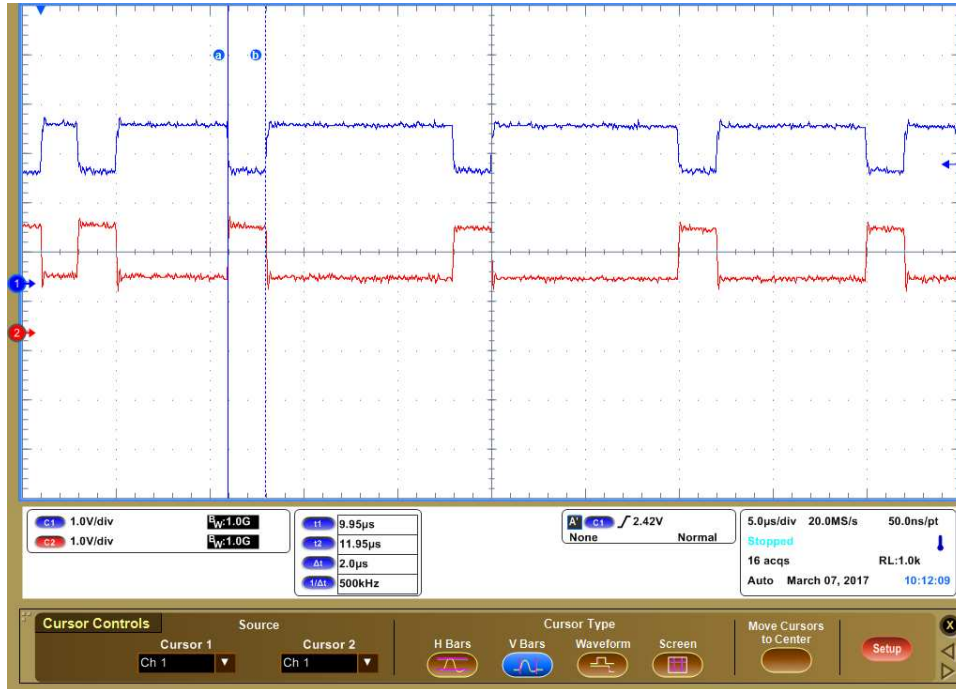 a b
1
2
C1 1.0V/div BW:1.0G
C2 1.0V/div BW:1.0G
t1 9.95µs
t2 11.95µs
Δt 2.0µs
1/Δt 500kHz
A' C1 2.42V
None Normal
5.0µs/div 20.0MS/s 50.0ns/pt
Stopped
16 acqs RL:1.0k
Auto March 07, 2017 10:12:09
Cursor Controls Source Cursor Type Move Cursors to Center X
Cursor 1 Cursor 2 H Bars V Bars Waveform Screen Setup
Ch 1 Ch 1